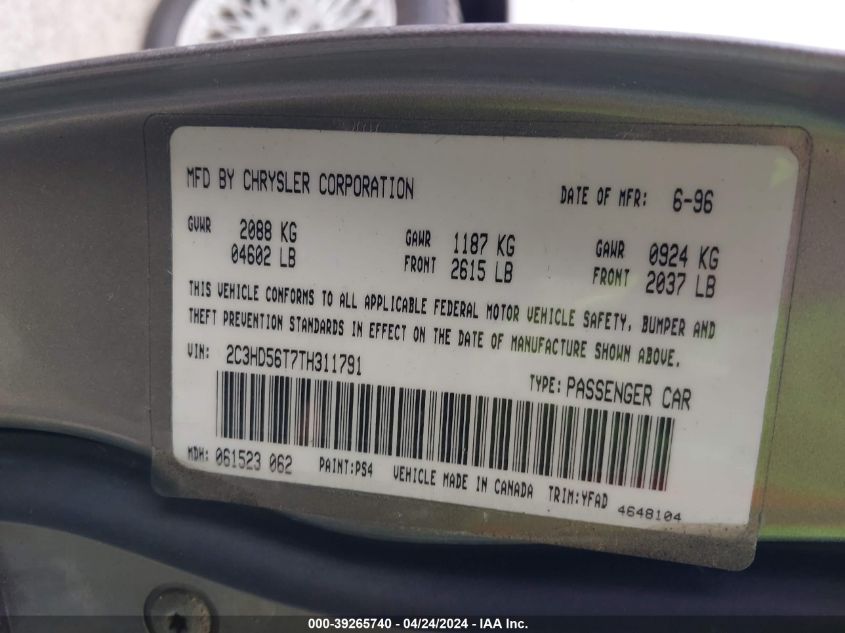 MFD BY CHRYSLER CORPORATION DATE OF MFR: 6-96
GVWR 2088 KG GAWR 1187 KG GAWR 0924 KG
04602 LB FRONT 2615 LB FRONT 2037 LB
THIS VEHICLE CONFORMS TO ALL APPLICABLE FEDERAL MOTOR VEHICLE SAFETY, BUMPER AND
THEFT PREVENTION STANDARDS IN EFFECT ON THE DATE OF MANUFACTURE SHOWN ABOVE.
VIN: 2C3HD56T7TH311791 TYPE: PASSENGER CAR
MDH: 061523 062 PAINT:PS4 VEHICLE MADE IN CANADA TRIM:YFAD
4648104
000-39265740 - 04/24/2024 - IAA Inc.